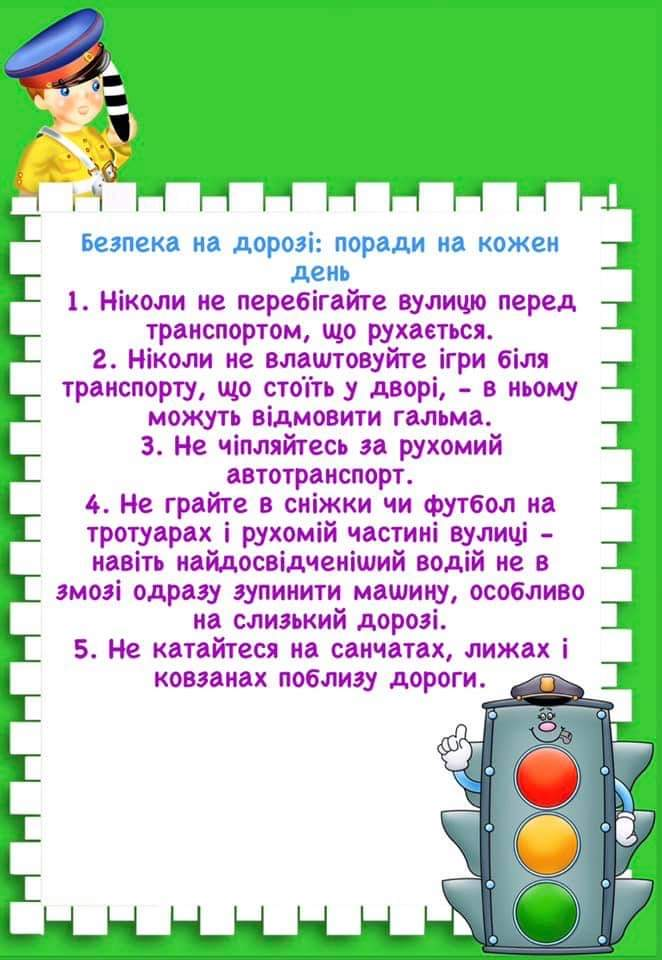 Безпека на дорозі: поради на кожен
день
1. Ніколи не перебігайте вулицю перед
транспортом, що рухається.
2. Ніколи не влаштовуйте ігри біля
транспорту, що стоїть у дворі, – в ньому
можуть відмовити гальма.
3. Не чіпляйтесь за рухомий
автотранспорт.
4. Не грайте в сніжки чи футбол на
тротуарах і рухомій частині вулиці –
навіть найдосвідченіший водій не в
змозі одразу зупинити машину, особливо
на слизький дорозі.
5. Не катайтеся на санчатах, лижах і
ковзанах поблизу дороги.